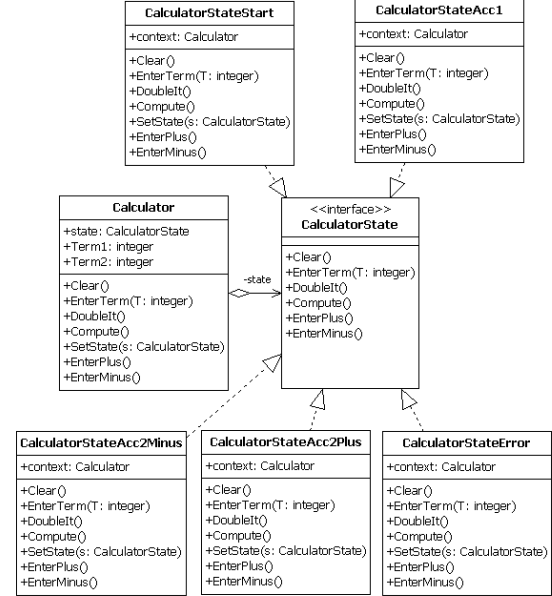 CalculatorStateStart
+context: Calculator
+Clear()
+EnterTerm(T: integer)
+DoubleIt()
+Compute()
+SetState(s: CalculatorState)
+EnterPlus()
+EnterMinus()
CalculatorStateAcc1
+context: Calculator
+Clear()
+EnterTerm(T: integer)
+DoubleIt()
+Compute()
+SetState(s: CalculatorState)
+EnterPlus()
+EnterMinus()
Calculator
+state: CalculatorState
+Term1: integer
+Term2: integer
+Clear()
+EnterTerm(T: integer)
+DoubleIt()
+Compute()
+SetState(s: CalculatorState)
+EnterPlus()
+EnterMinus()
-state
<<interface>>
CalculatorState
+Clear()
+EnterTerm(T: integer)
+DoubleIt()
+Compute()
+EnterPlus()
+EnterMinus()
CalculatorStateAcc2Minus
+context: Calculator
+Clear()
+EnterTerm(T: integer)
+DoubleIt()
+Compute()
+SetState(s: CalculatorState)
+EnterPlus()
+EnterMinus()
CalculatorStateAcc2Plus
+context: Calculator
+Clear()
+EnterTerm(T: integer)
+DoubleIt()
+Compute()
+SetState(s: CalculatorState)
+EnterPlus()
+EnterMinus()
CalculatorStateError
+context: Calculator
+Clear()
+EnterTerm(T: integer)
+DoubleIt()
+Compute()
+SetState(s: CalculatorState)
+EnterPlus()
+EnterMinus()